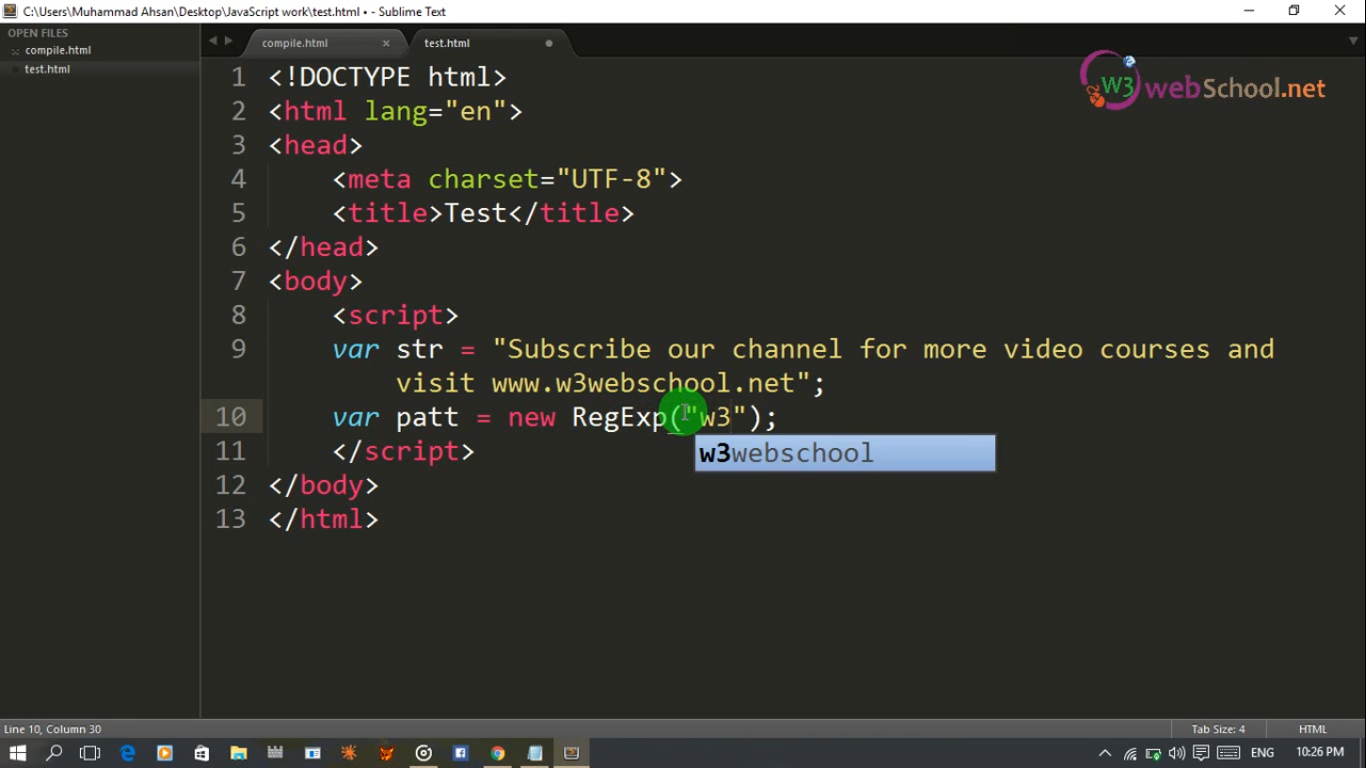 C:\Users\Muhammad Ahsan\Desktop\JavaScript work\test.html • - Sublime Text
OPEN FILES
compile.html
test.html
compile.html
test.html
W3 webSchool.net
1 <!DOCTYPE html>
2 <html lang="en">
3 <head>
4 <meta charset="UTF-8">
5 <title>Test</title>
6 </head>
7 <body>
8 <script>
9 var str = "Subscribe our channel for more video courses and
visit www.w3webschool.net";
10 var patt = new RegExp("w3");
w3webschool
11 </script>
12 </body>
13 </html>
Line 10, Column 30
Tab Size: 4
HTML
ENG
10:26 PM